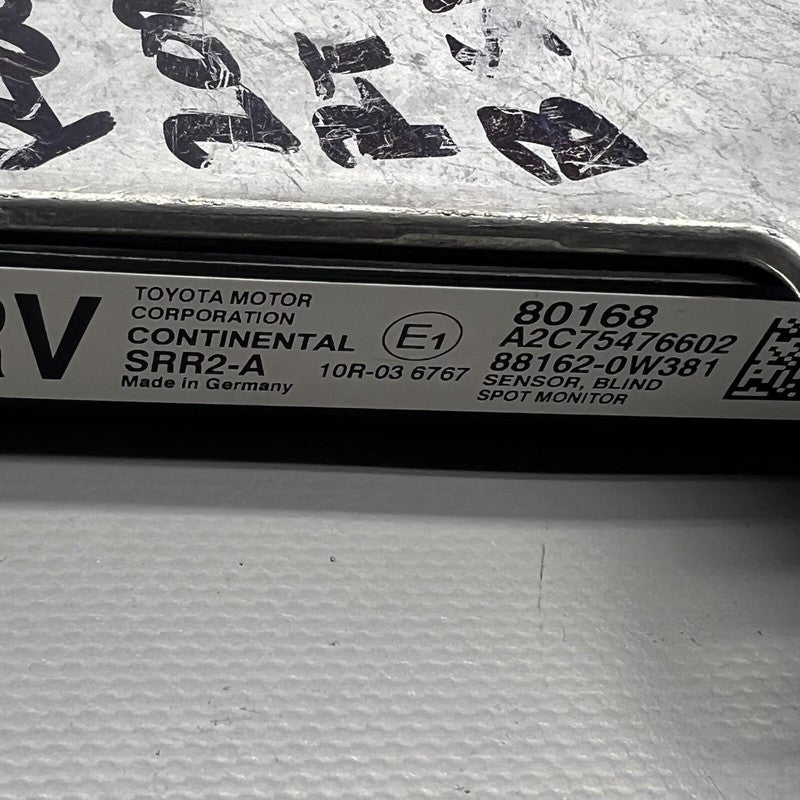 RV
TOYOTA MOTOR
CORPORATION
CONTINENTAL
SRR2-A
Made in Germany
E1
10R-03 6767
80168
A2C75476602
88162-0W381
SENSOR, BLIND
SPOT MONITOR